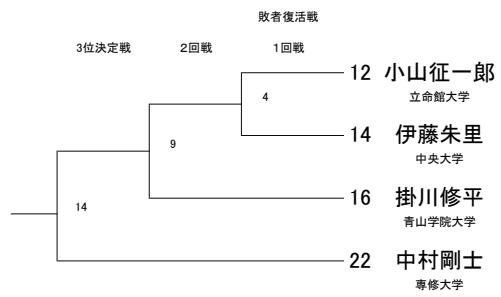 敗者復活戦
3位決定戦 2回戦 1回戦
12 小山征一郎
立命館大学
4
14 伊藤朱里
中央大学
9
16 掛川修平
青山学院大学
14
22 中村剛士
専修大学